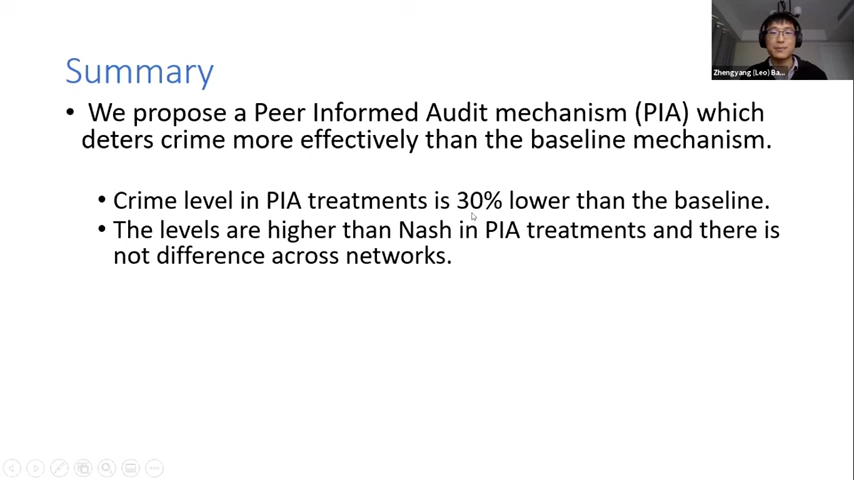 Zhengyang (Leo) Ba...
Summary
• We propose a Peer Informed Audit mechanism (PIA) which
deters crime more effectively than the baseline mechanism.
• Crime level in PIA treatments is 30% lower than the baseline.
• The levels are higher than Nash in PIA treatments and there is
not difference across networks.